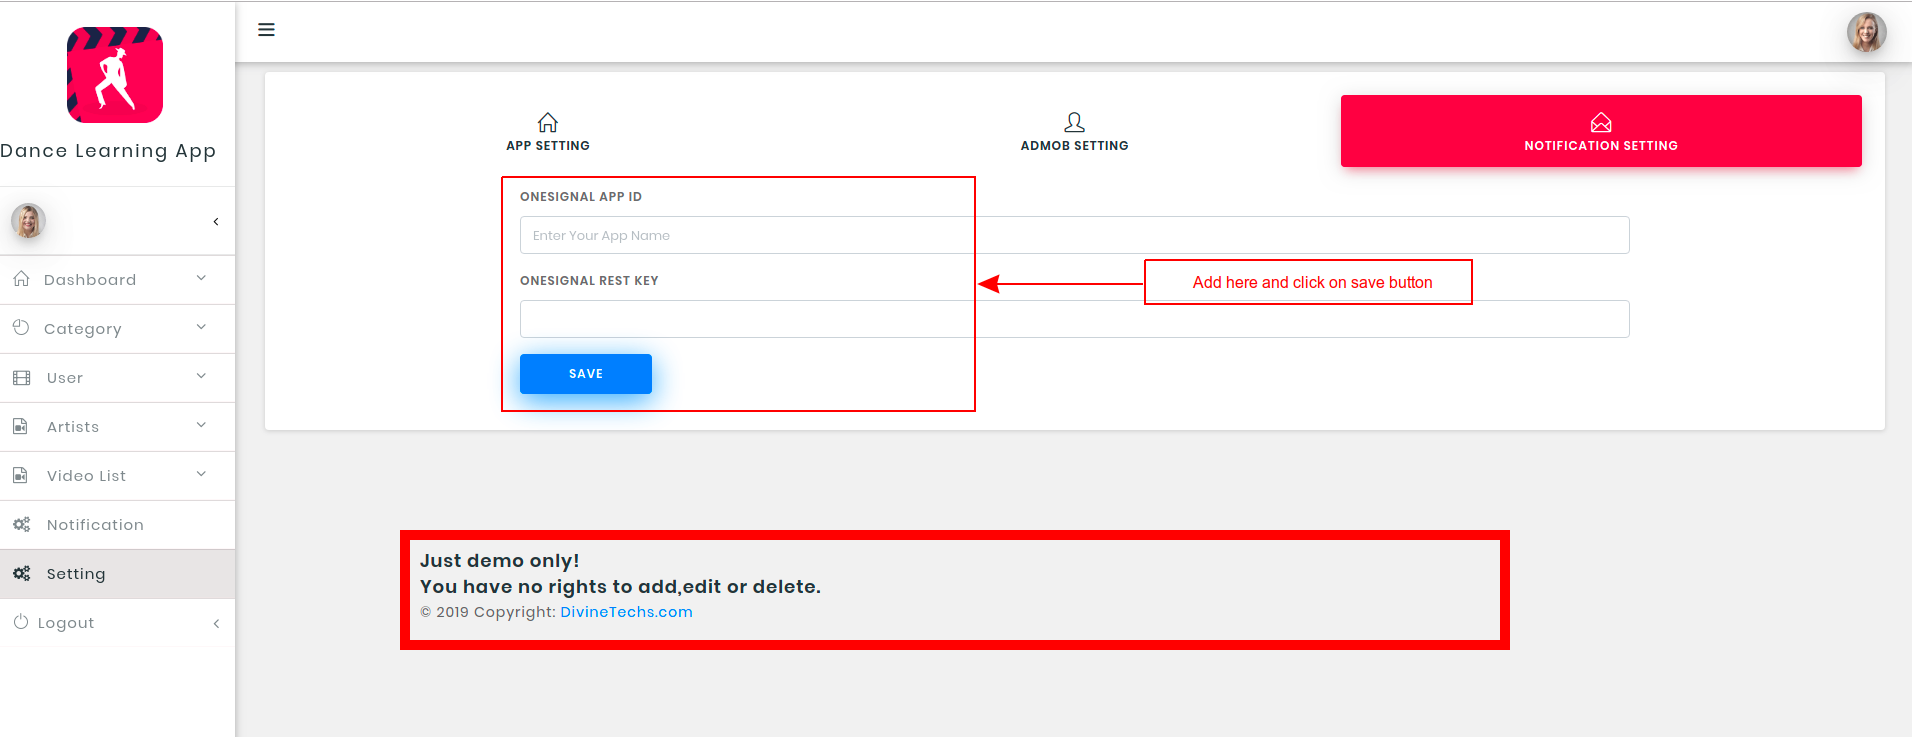 Dance Learning App
Dashboard
Category
User
Artists
Video List
Notification
Setting
Logout
APP SETTING
ADMOB SETTING
NOTIFICATION SETTING
ONESIGNAL APP ID
Enter Your App Name
ONESIGNAL REST KEY
Add here and click on save button
SAVE
Just demo only!
You have no rights to add,edit or delete.
© 2019 Copyright: DivineTechs.com